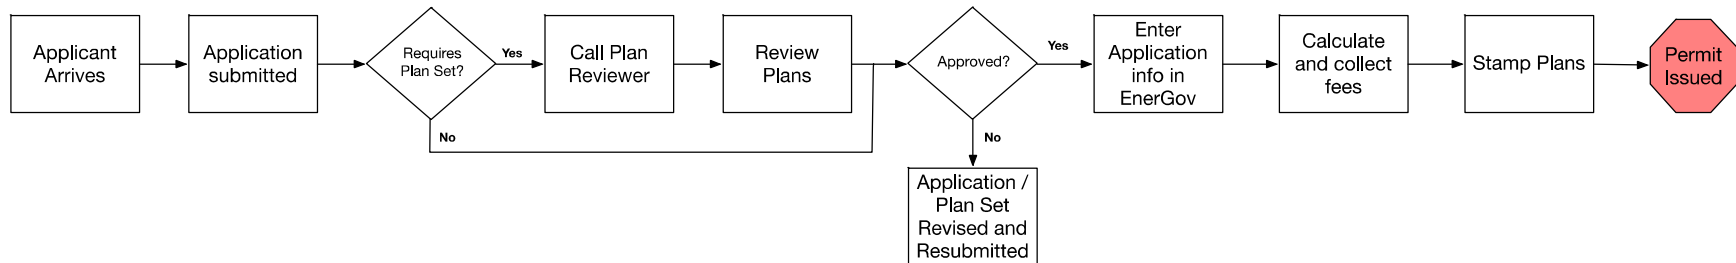 Applicant
Arrives
Application
submitted
Requires
Plan Set?
Yes
No
Call Plan
Reviewer
Review
Plans
Approved?
Yes
No
Application /
Plan Set
Revised and
Resubmitted
Enter
Application
info in
EnerGov
Calculate
and collect
fees
Stamp Plans
Permit
Issued